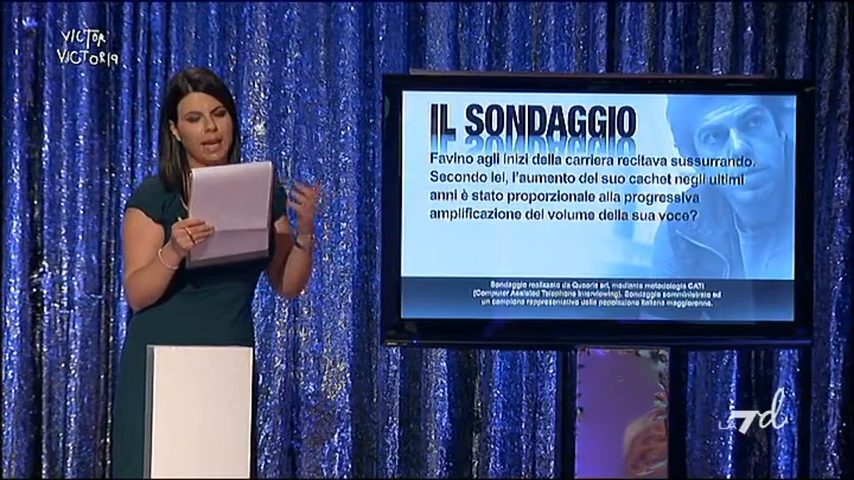 VICTOR
VICTORIA
IL SONDAGGIO
Favino agli inizi della carriera recitava sussurrando.
Secondo lei, l'aumento del suo cachet negli ultimi
anni è stato proporzionale alla progressiva
amplificazione del volume della sua voce?
Sondaggio realizzato da Quaeris srl, mediante metodologia CATI
(Computer Assisted Telephone Interviewing). Sondaggio somministrato ad
un campione rappresentativo della popolazione italiana maggiorenne.
LA7d